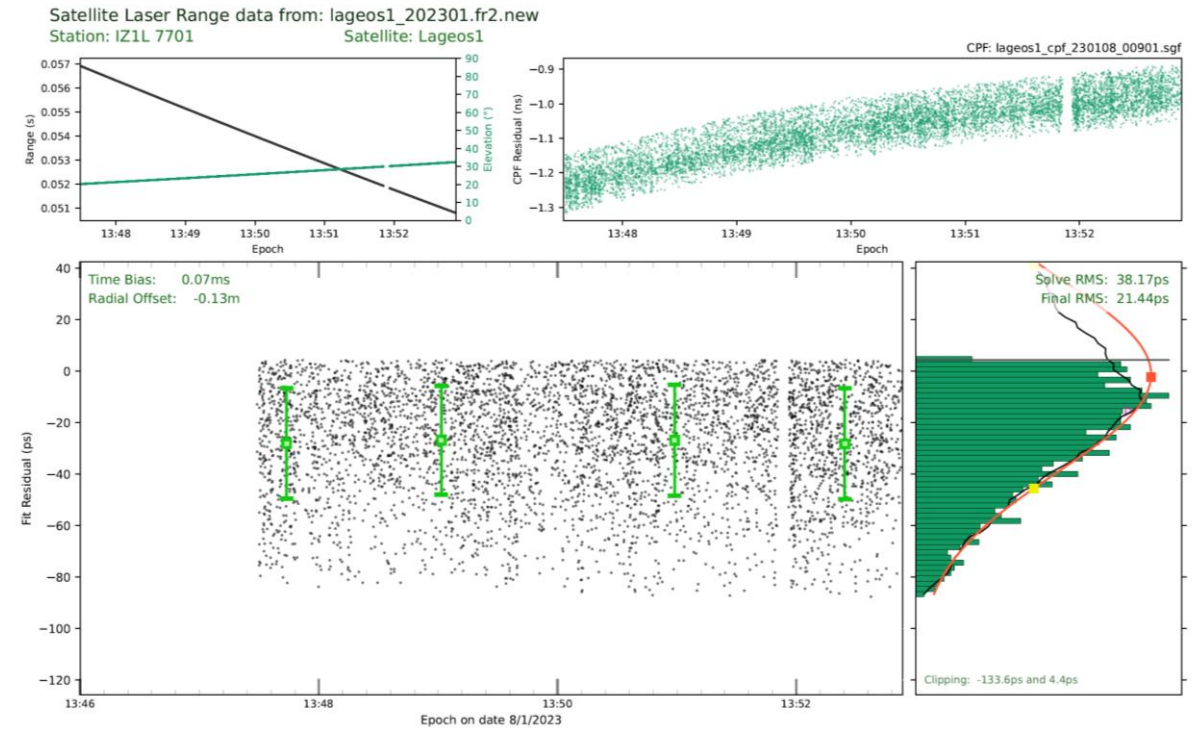 Satellite Laser Range data from: lageos1_202301.fr2.new
Station: IZ1L 7701 Satellite: Lageos1
CPF: lageos1_cpf_230108_00901.sgf
0.057
0.056
0.055
0.054
0.053
0.052
0.051
Range (s)
90
80
70
60
50
40
30
20
10
0
Elevation (°)
13:48 13:49 13:50 13:51 13:52
Epoch
−0.9
−1.0
−1.1
−1.2
−1.3
CPF Residual (ns)
13:48 13:49 13:50 13:51 13:52
Epoch
Time Bias: 0.07ms
Radial Offset: -0.13m
40
20
0
−20
−40
−60
−80
−100
−120
Fit Residual (ps)
13:46 13:48 13:50 13:52
Epoch on date 8/1/2023
Solve RMS: 38.17ps
Final RMS: 21.44ps
Clipping: -133.6ps and 4.4ps